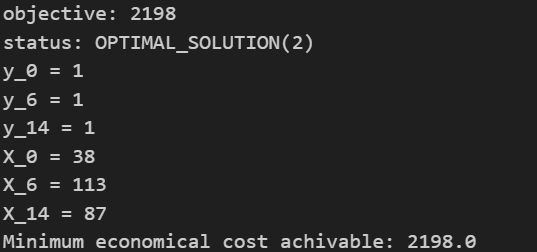 objective: 2198
status: OPTIMAL_SOLUTION(2)
y_0 = 1
y_6 = 1
y_14 = 1
X_0 = 38
X_6 = 113
X_14 = 87
Minimum economical cost achivable: 2198.0